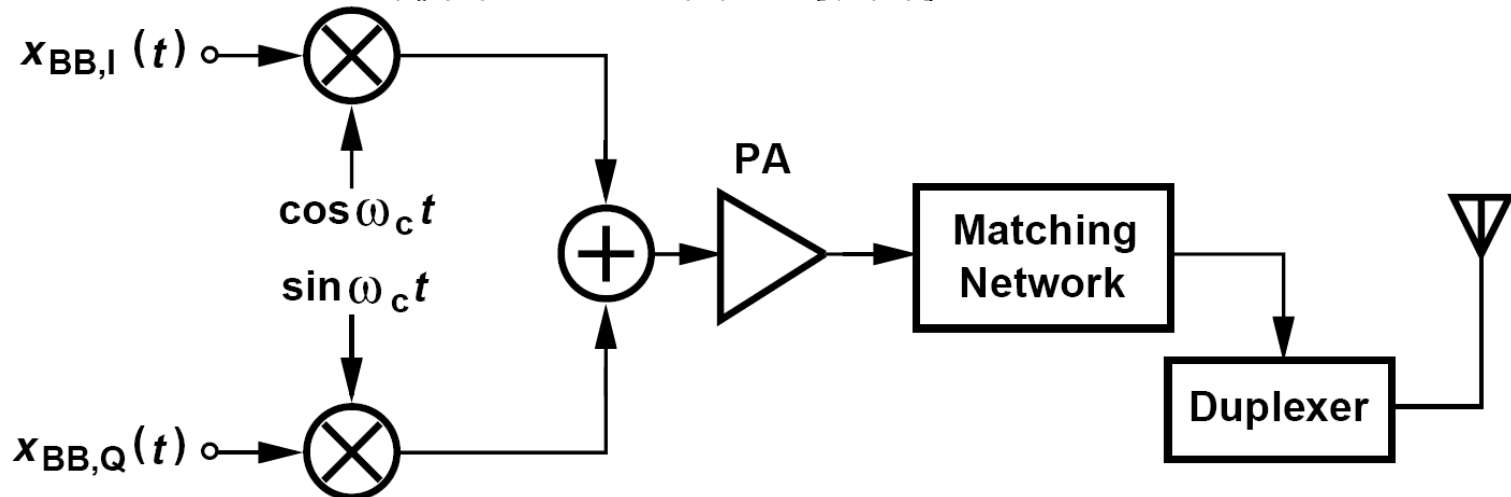 x_BB,I (t)
cos ω_c t
sin ω_c t
x_BB,Q (t)
PA
Matching
Network
Duplexer